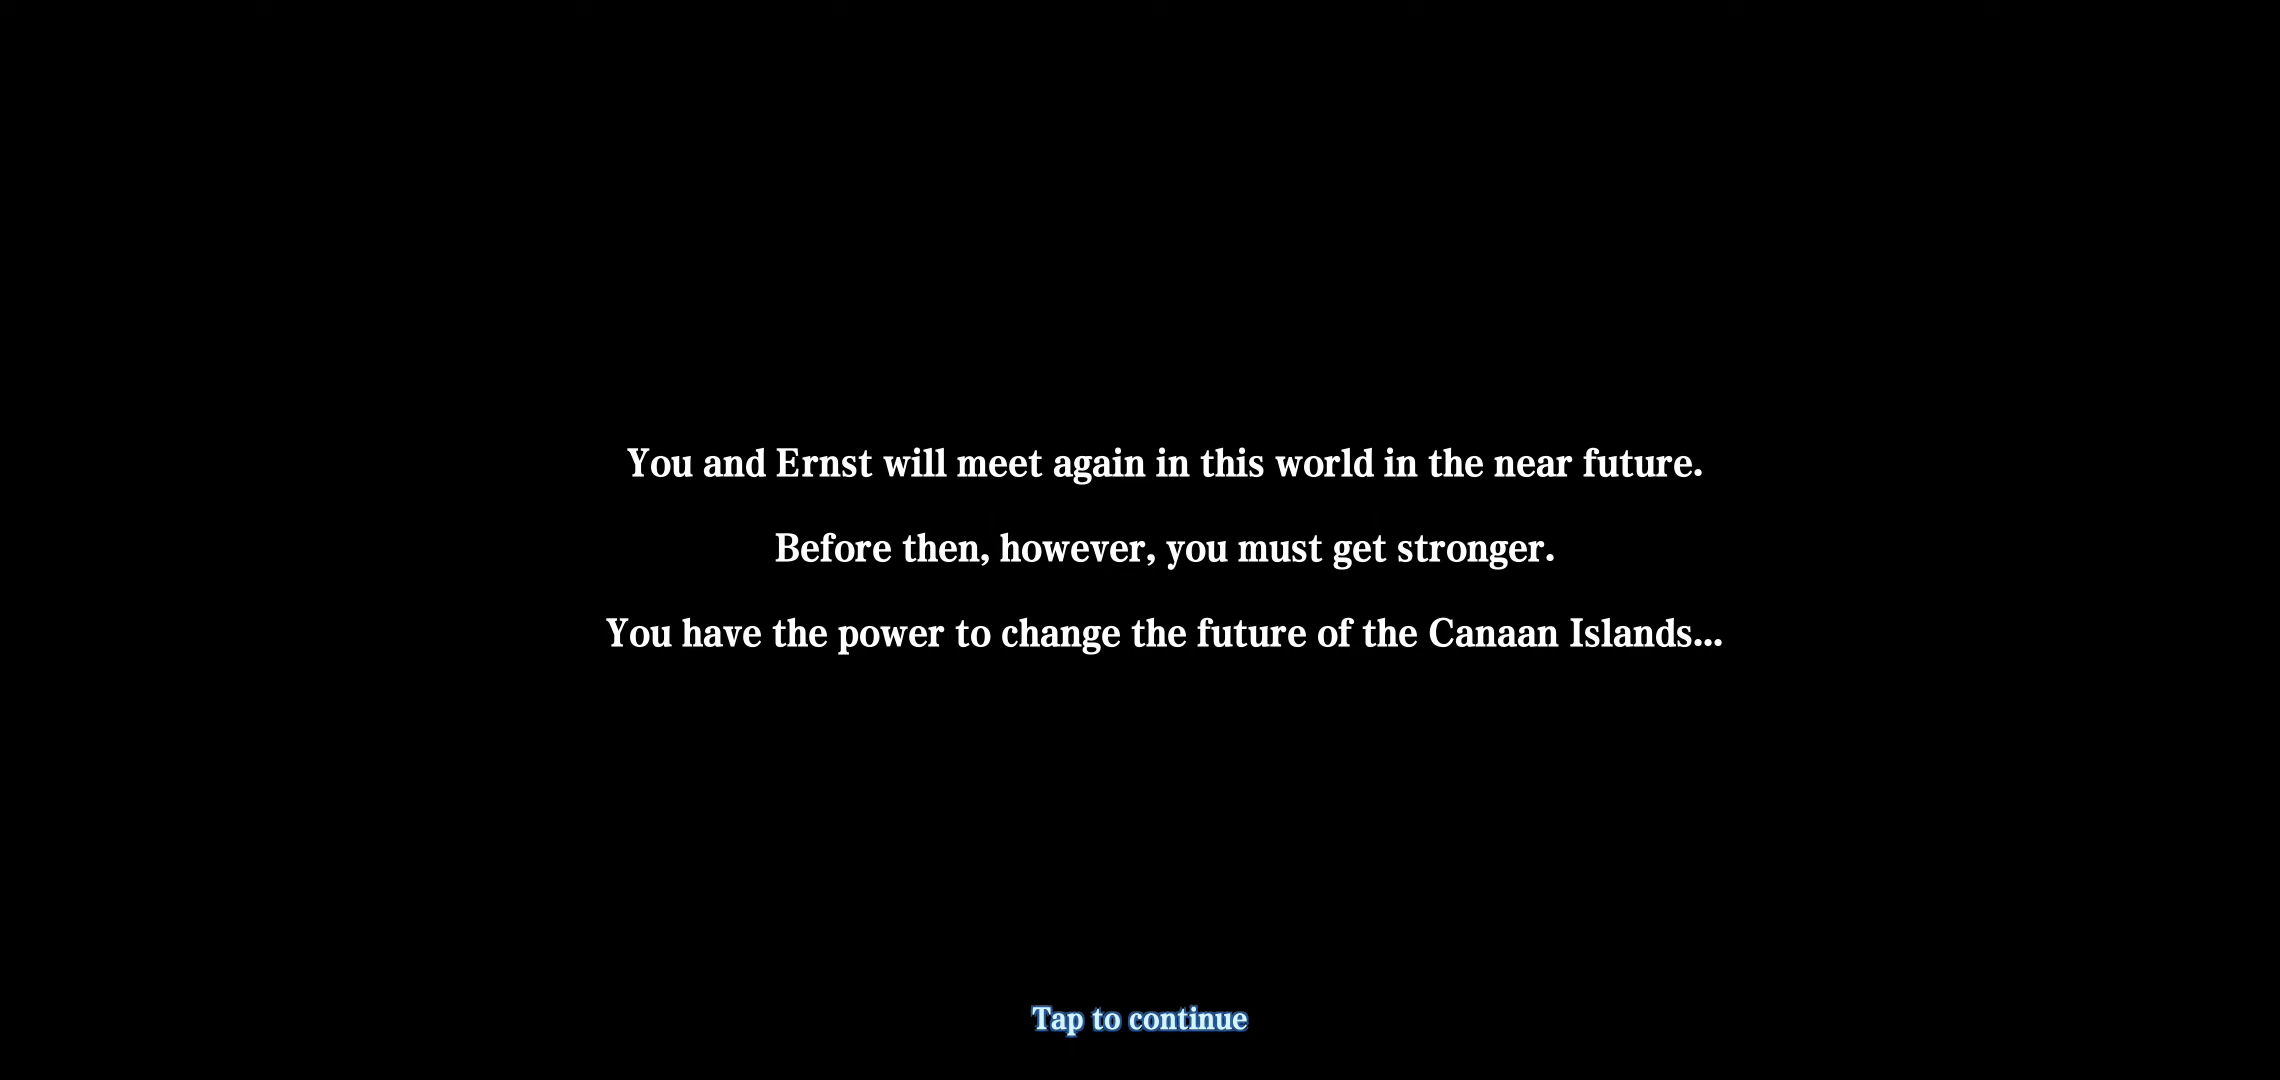 You and Ernst will meet again in this world in the near future.
Before then, however, you must get stronger.
You have the power to change the future of the Canaan Islands...
Tap to continue